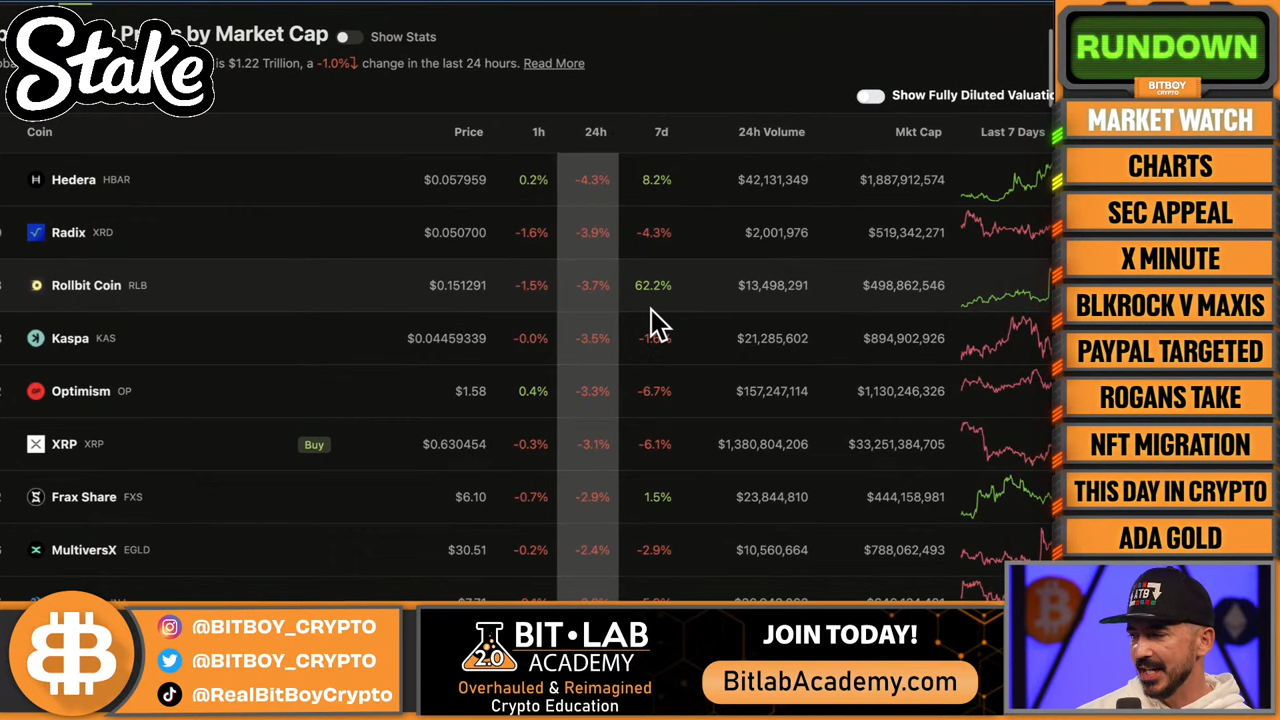 Stake
Prices by Market Cap
Show Stats
is $1.22 Trillion, a -1.0% change in the last 24 hours. Read More
Show Fully Diluted
Coin Price 1h 24h 7d 24h Volume Mkt Cap Last 7 Days
Hedera HBAR $0.057959 0.2% -4.3% 8.2% $42,131,349 $1,887,912,574
Radix XRD $0.050700 -1.6% -3.9% -4.3% $2,001,976 $519,342,271
Rollbit Coin RLB $0.151291 -1.5% -3.7% 62.2% $13,498,291 $498,862,546
Kaspa KAS $0.04459339 -0.0% -3.5% $21,285,602 $894,902,926
Optimism OP $1.58 0.4% -3.3% -6.7% $157,247,114 $1,130,246,326
XRP XRP Buy $0.630454 -0.3% -3.1% -6.1% $1,380,804,206 $33,251,384,705
Frax Share FXS $6.10 -0.7% -2.9% 1.5% $23,844,810 $444,158,981
MultiversX EGLD $30.51 -0.2% -2.4% -2.9% $10,560,664 $788,062,493
RUNDOWN
BITBOY
CRYPTO
MARKET WATCH
CHARTS
SEC APPEAL
X MINUTE
BLKROCK V MAXIS
PAYPAL TARGETED
ROGANS TAKE
NFT MIGRATION
THIS DAY IN CRYPTO
ADA GOLD
@BITBOY_CRYPTO
@BITBOY_CRYPTO
@RealBitBoyCrypto
2.0
BIT•LAB
ACADEMY
Overhauled & Reimagined
Crypto Education
JOIN TODAY!
BitlabAcademy.com
ATB